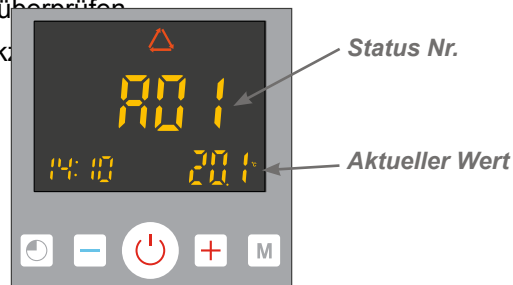 überprüfen
Status Nr.
A01
14:10
20.1°c
Aktueller Wert
M